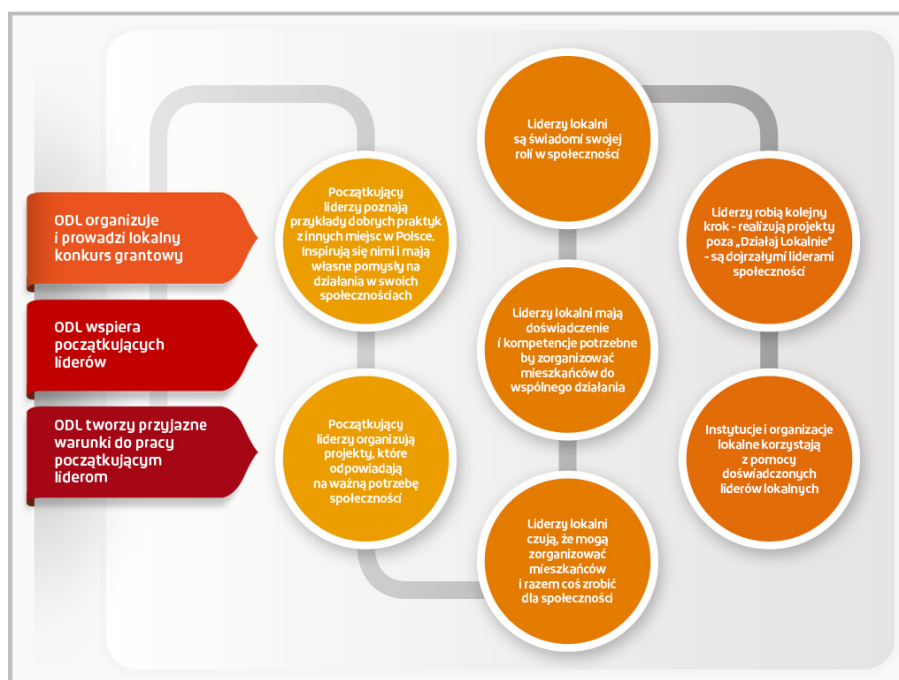 ODL organizuje
i prowadzi lokalny
konkurs grantowy
ODL wspiera
początkujących
liderów
ODL tworzy przyjazne
warunki do pracy
początkującym
liderom
Początkujący
liderzy poznają
przykłady dobrych praktyk
z innych miejsc w Polsce.
Inspirują się nimi i mają
własne pomysły na
działania w swoich
społecznościach
Początkujący
liderzy organizują
projekty, które
odpowiadają
na ważną potrzebę
społeczności
Liderzy lokalni
czują, że mogą
zorganizować
mieszkańców
i razem coś zrobić
dla społeczności
Liderzy lokalni mają
doświadczenie
i kompetencje potrzebne
by zorganizować
mieszkańców do
wspólnego działania
Liderzy lokalni
są świadomi swojej
roli w społeczności
Liderzy robią kolejny
krok - realizują projekty
poza „Działaj Lokalnie”
- są dojrzałymi liderami
społeczności
Instytucje i organizacje
lokalne korzystają
z pomocy
doświadczonych
liderów lokalnych